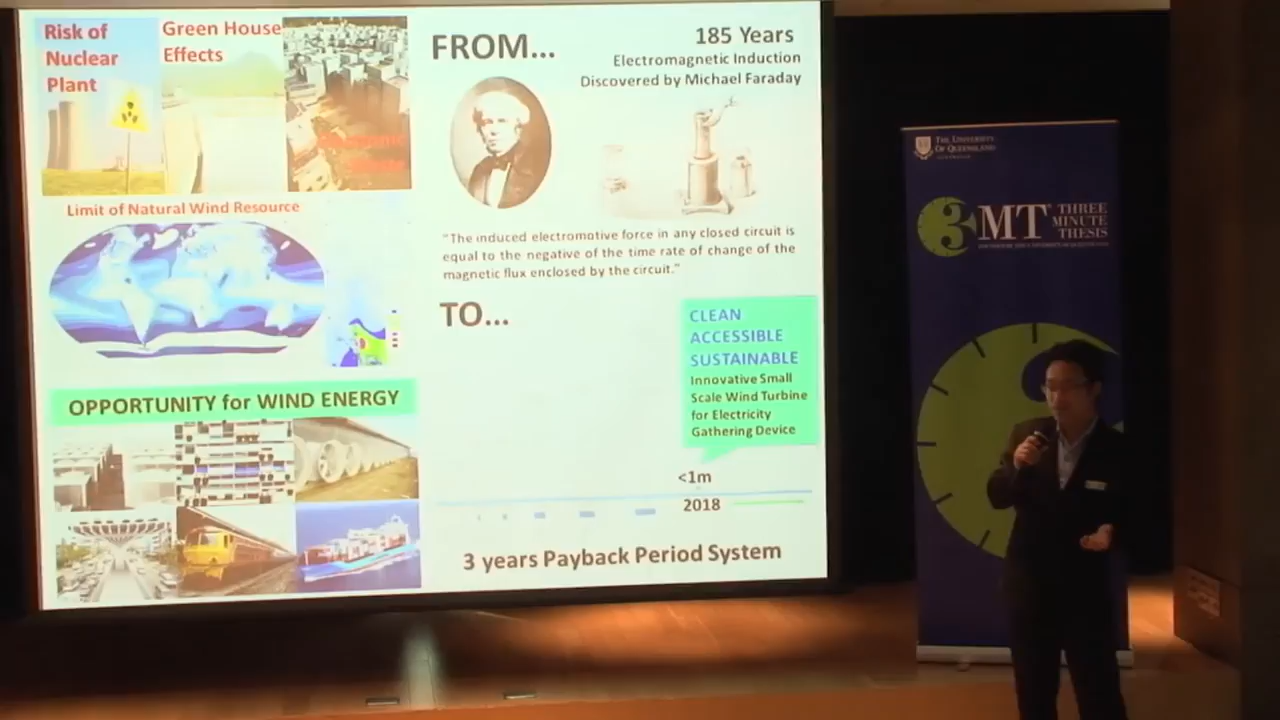 Risk of
Nuclear
Plant
Green House
Effects
Limit of Natural Wind Resource
OPPORTUNITY for WIND ENERGY
FROM...
185 Years
Electromagnetic Induction
Discovered by Michael Faraday
"The induced electromotive force in any closed circuit is
equal to the negative of the time rate of change of the
magnetic flux enclosed by the circuit."
TO...
CLEAN
ACCESSIBLE
SUSTAINABLE
Innovative Small
Scale Wind Turbine
for Electricity
Gathering Device
<1m
2018
3 years Payback Period System
THE UNIVERSITY
OF QUEENSLAND
AUSTRALIA
3MT THREE
MINUTE
THESIS